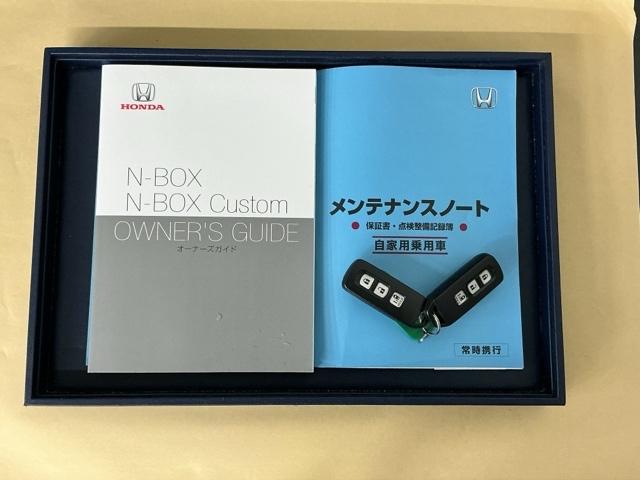 HONDA
N-BOX
N-BOX Custom
OWNER'S GUIDE
オーナーズガイド
メンテナンスノート
● 保証書・点検整備記録簿 ●
自家用乗用車
常時携行